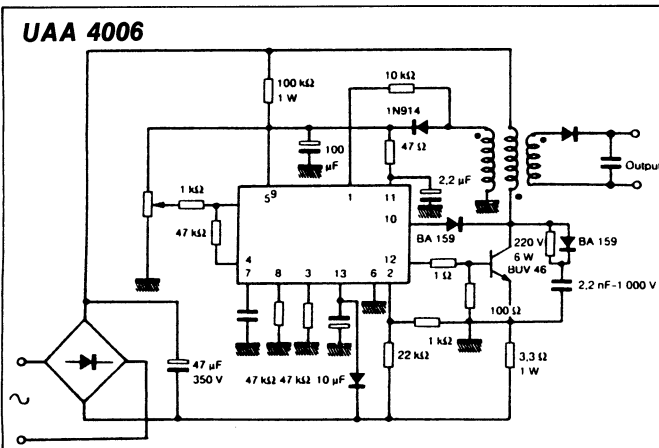 UAA 4006
100 kΩ
1 W
10 kΩ
1N914
100
μF
47 Ω
2,2 μF
Output
1 kΩ
5 9
1
11
10
47 kΩ
4
12
7
8
3
13
6
2
BA 159
220 V
6 W
BUV 46
BA 159
1 Ω
100 Ω
2,2 nF-1 000 V
1 kΩ
47 μF
350 V
47 kΩ 47 kΩ 10 μF
22 kΩ
3,3 Ω
1 W